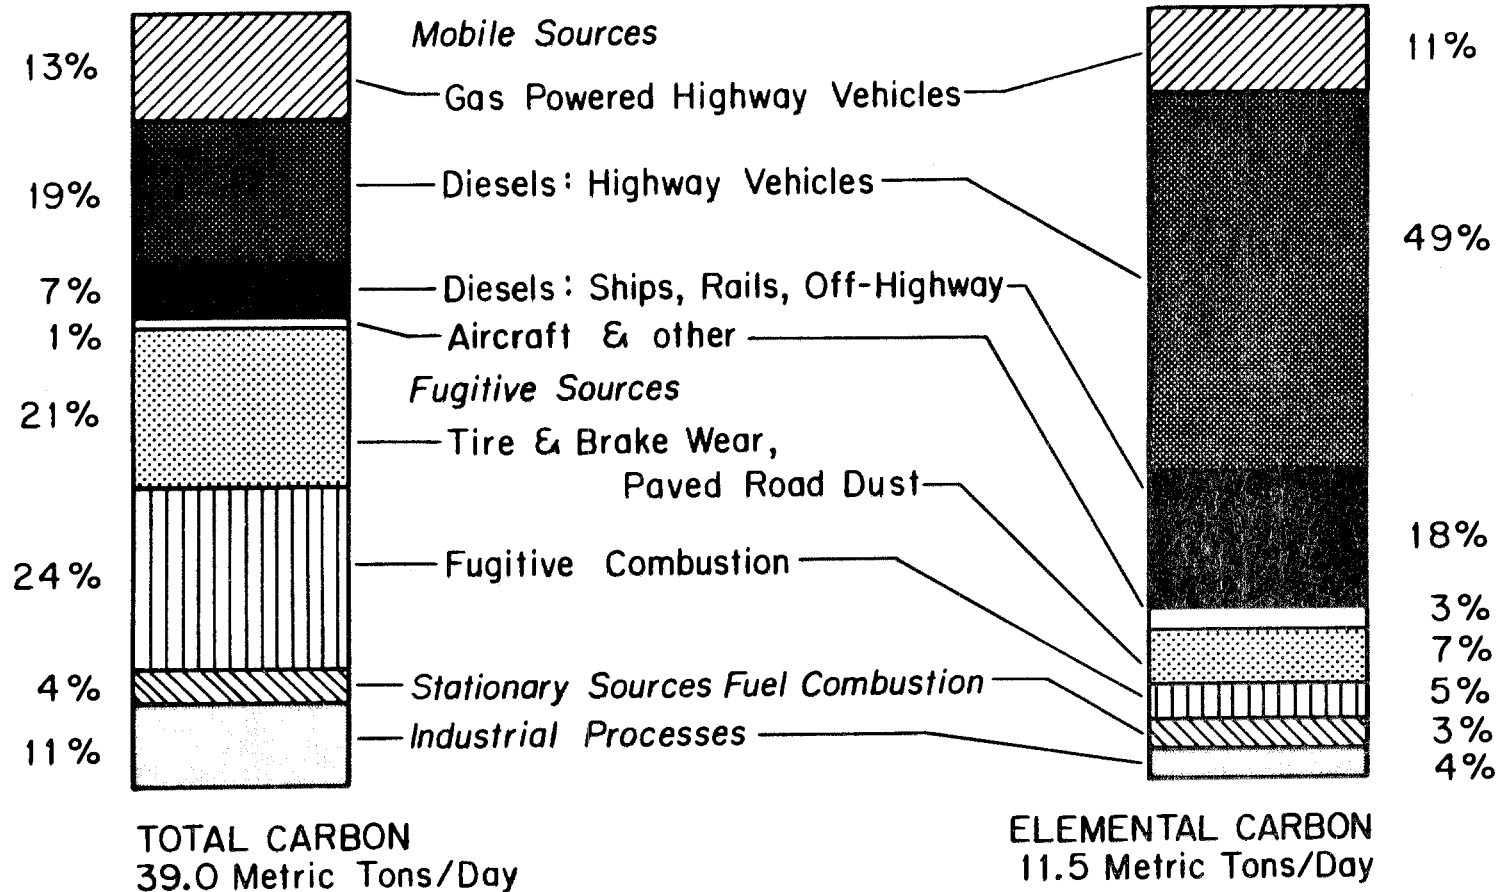 Mobile Sources
13%
11%
Gas Powered Highway Vehicles
19%
Diesels: Highway Vehicles
49%
7%
Diesels: Ships, Rails, Off-Highway
1%
Aircraft & other
21%
Fugitive Sources
Tire & Brake Wear,
Paved Road Dust
24%
Fugitive Combustion
18%
3%
7%
4%
Stationary Sources Fuel Combustion
5%
11%
Industrial Processes
3%
4%
TOTAL CARBON
39.0 Metric Tons/Day
ELEMENTAL CARBON
11.5 Metric Tons/Day